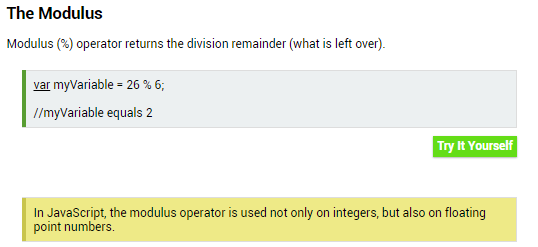 The Modulus
Modulus (%) operator returns the division remainder (what is left over).
var myVariable = 26 % 6;
//myVariable equals 2
Try It Yourself
In JavaScript, the modulus operator is used not only on integers, but also on floating
point numbers.